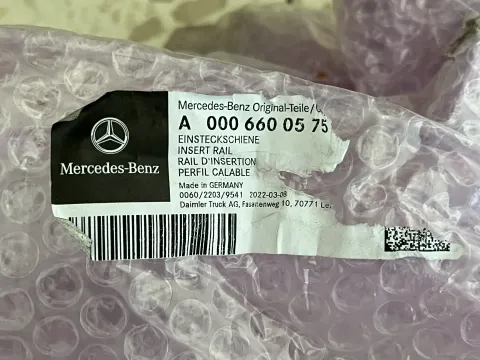 Mercedes-Benz Original-Teile/
A 000 660 05 75
EINSTECKSCHIENE
INSERT RAIL
RAIL D'INSERTION
PERFIL CALABLE
Mercedes-Benz
Made in GERMANY
0060/2203/9541 2022-03-08
Daimler Truck AG, Fasanenweg 10, 70771